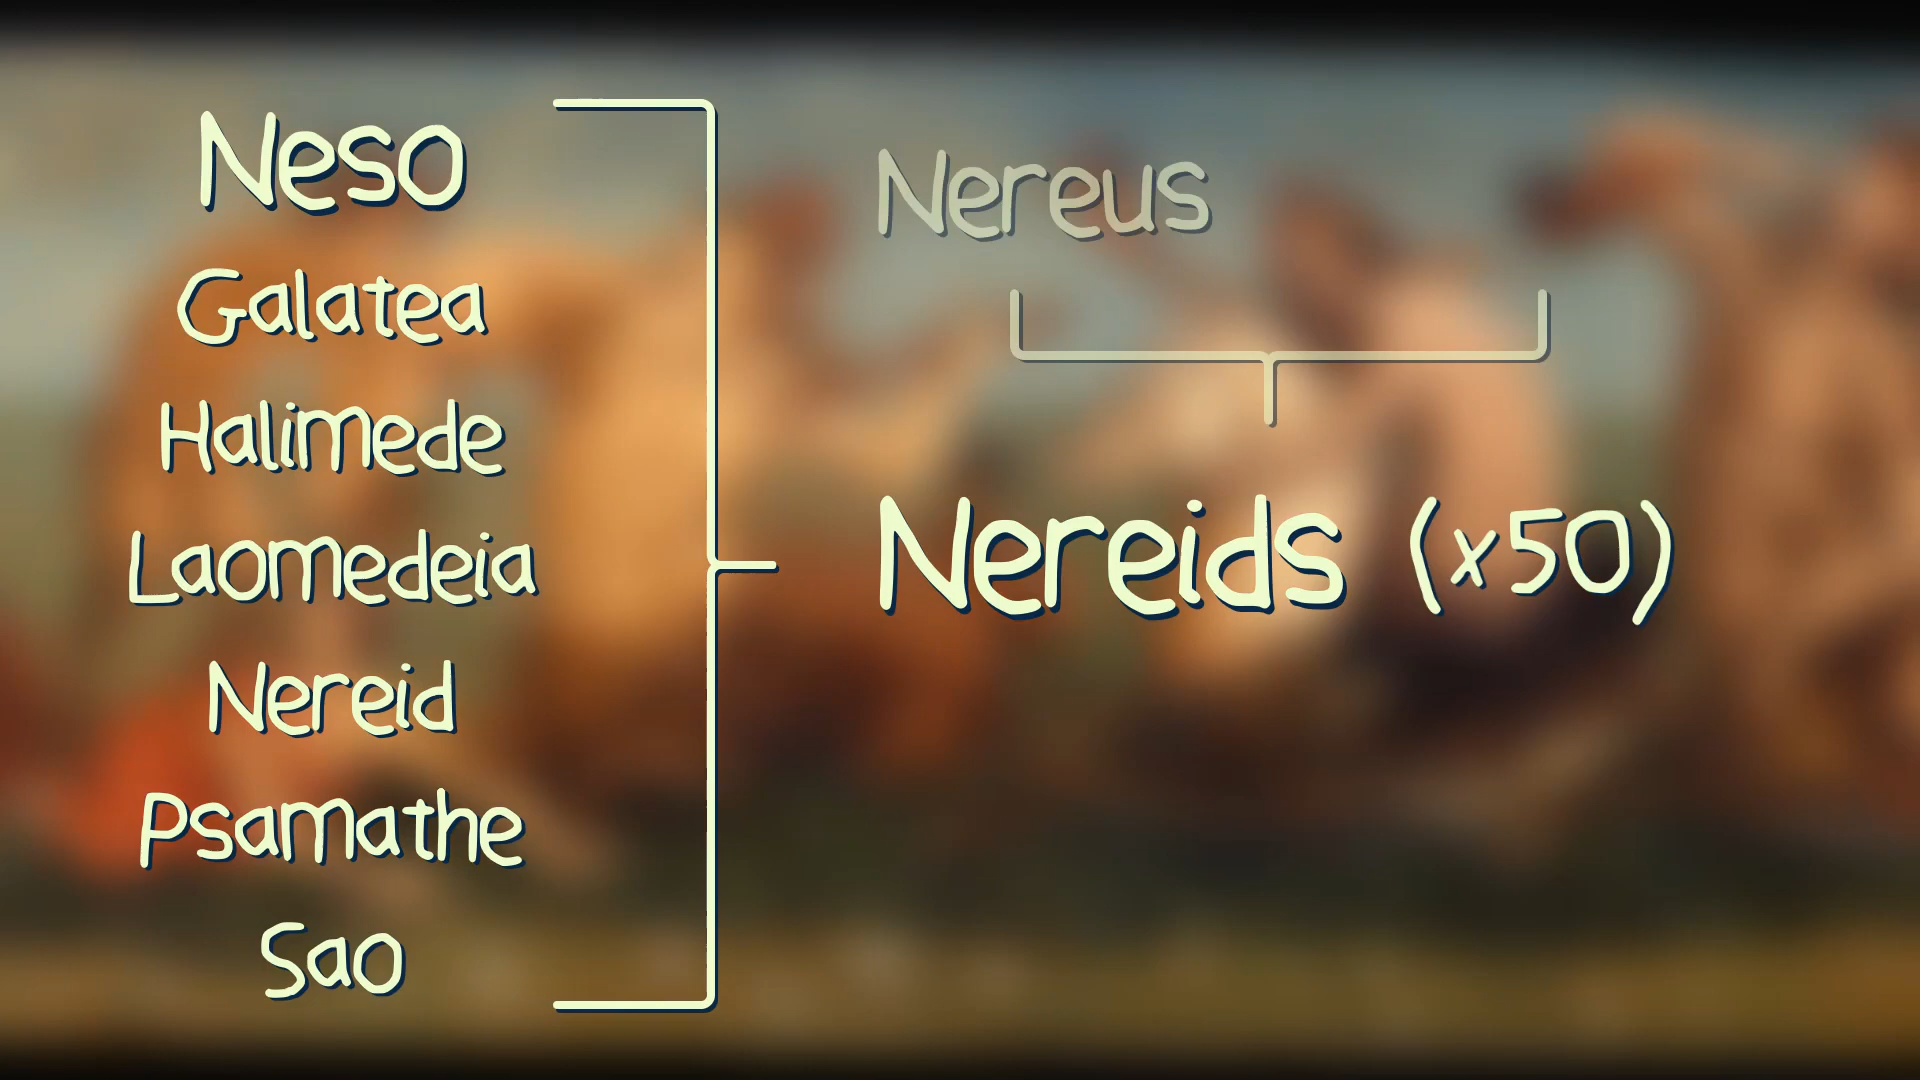 Neso
Galatea
Halimede
Laomedeia
Nereid
Psamathe
Sao
Nereus
Nereids (x50)